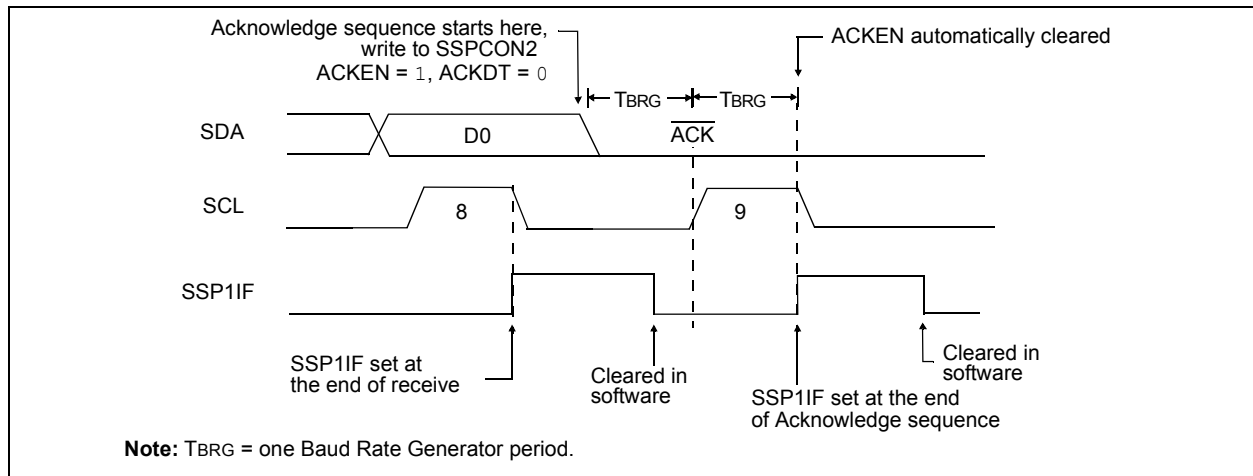 Acknowledge sequence starts here,
write to SSPCON2
ACKEN = 1, ACKDT = 0
ACKEN automatically cleared
TBRG
TBRG
SDA
D0
ACK
SCL
8
9
SSP1IF
SSP1IF set at
the end of receive
Cleared in
software
SSP1IF set at the end
of Acknowledge sequence
Cleared in
software
Note: TBRG = one Baud Rate Generator period.